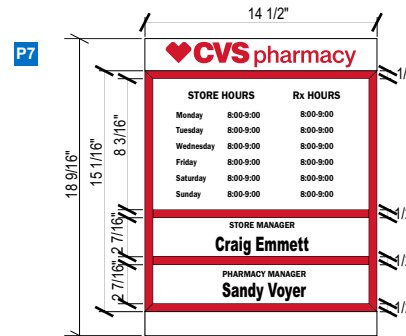 14 1/2"
P7
CVS pharmacy
STORE HOURS Rx HOURS
Monday 8:00-9:00 8:00-9:00
Tuesday 8:00-9:00 8:00-9:00
Wednesday 8:00-9:00 8:00-9:00
Friday 8:00-9:00 8:00-9:00
Saturday 8:00-9:00 8:00-9:00
Sunday 8:00-9:00 8:00-9:00
STORE MANAGER
Craig Emmett
PHARMACY MANAGER
Sandy Voyer
18 9/16"
15 1/16"
8 3/16"
2 7/16"
2 7/16"